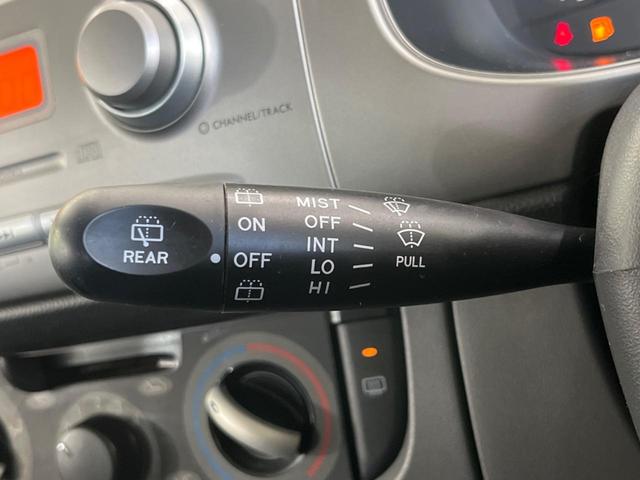 CHANNEL/TRACK
REAR
ON
OFF
MIST
OFF
INT
LO
HI
PULL